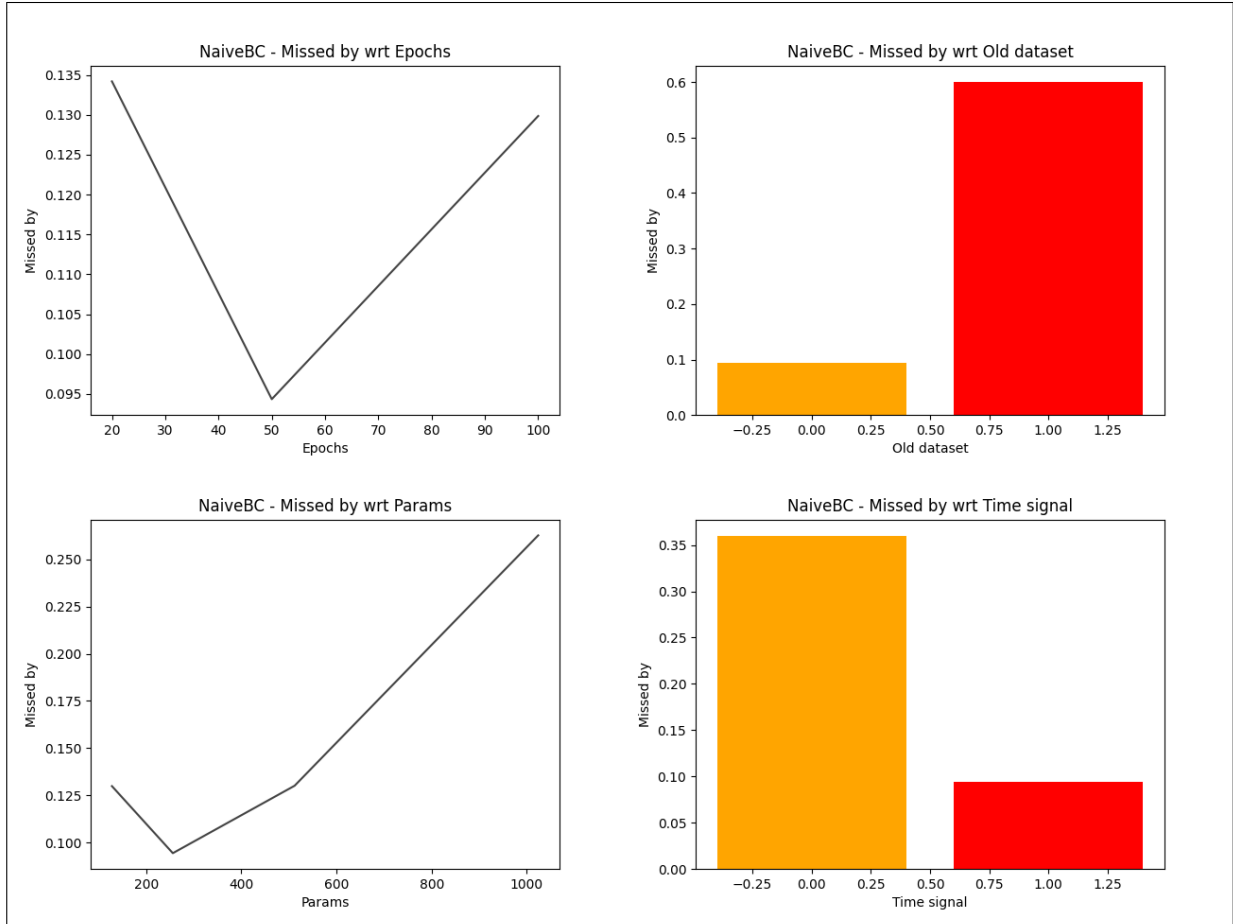 NaiveBC - Missed by wrt Epochs
0.135
0.130
0.125
0.120
0.115
0.110
0.105
0.100
0.095
Missed by
20 30 40 50 60 70 80 90 100
Epochs
NaiveBC - Missed by wrt Old dataset
0.6
0.5
0.4
0.3
0.2
0.1
0.0
Missed by
−0.25 0.00 0.25 0.50 0.75 1.00 1.25
Old dataset
NaiveBC - Missed by wrt Params
0.250
0.225
0.200
0.175
0.150
0.125
0.100
Missed by
200 400 600 800 1000
Params
NaiveBC - Missed by wrt Time signal
0.35
0.30
0.25
0.20
0.15
0.10
0.05
0.00
Missed by
−0.25 0.00 0.25 0.50 0.75 1.00 1.25
Time signal